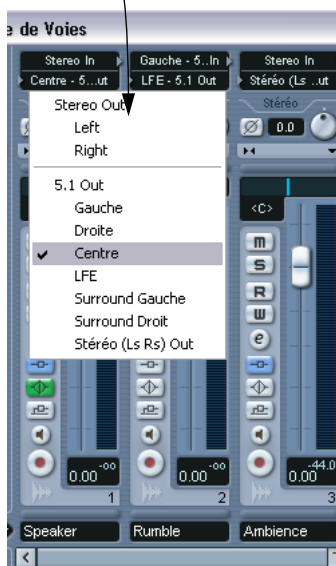 e de Voies
Stereo In
Gauche - 5..In
Stereo In
Centre - 5...ut
LFE - 5.1 Out
Stéréo (Ls ..ut
Stereo Out
Left
Right
5.1 Out
Gauche
Droite
Centre
LFE
Surround Gauche
Surround Droit
Stéréo (Ls Rs) Out
Stéréo
0.0
<C>
m
S
R
W
e
0.00
-oo
0.00
-oo
0.00
-44.0
1
2
3
Speaker
Rumble
Ambience